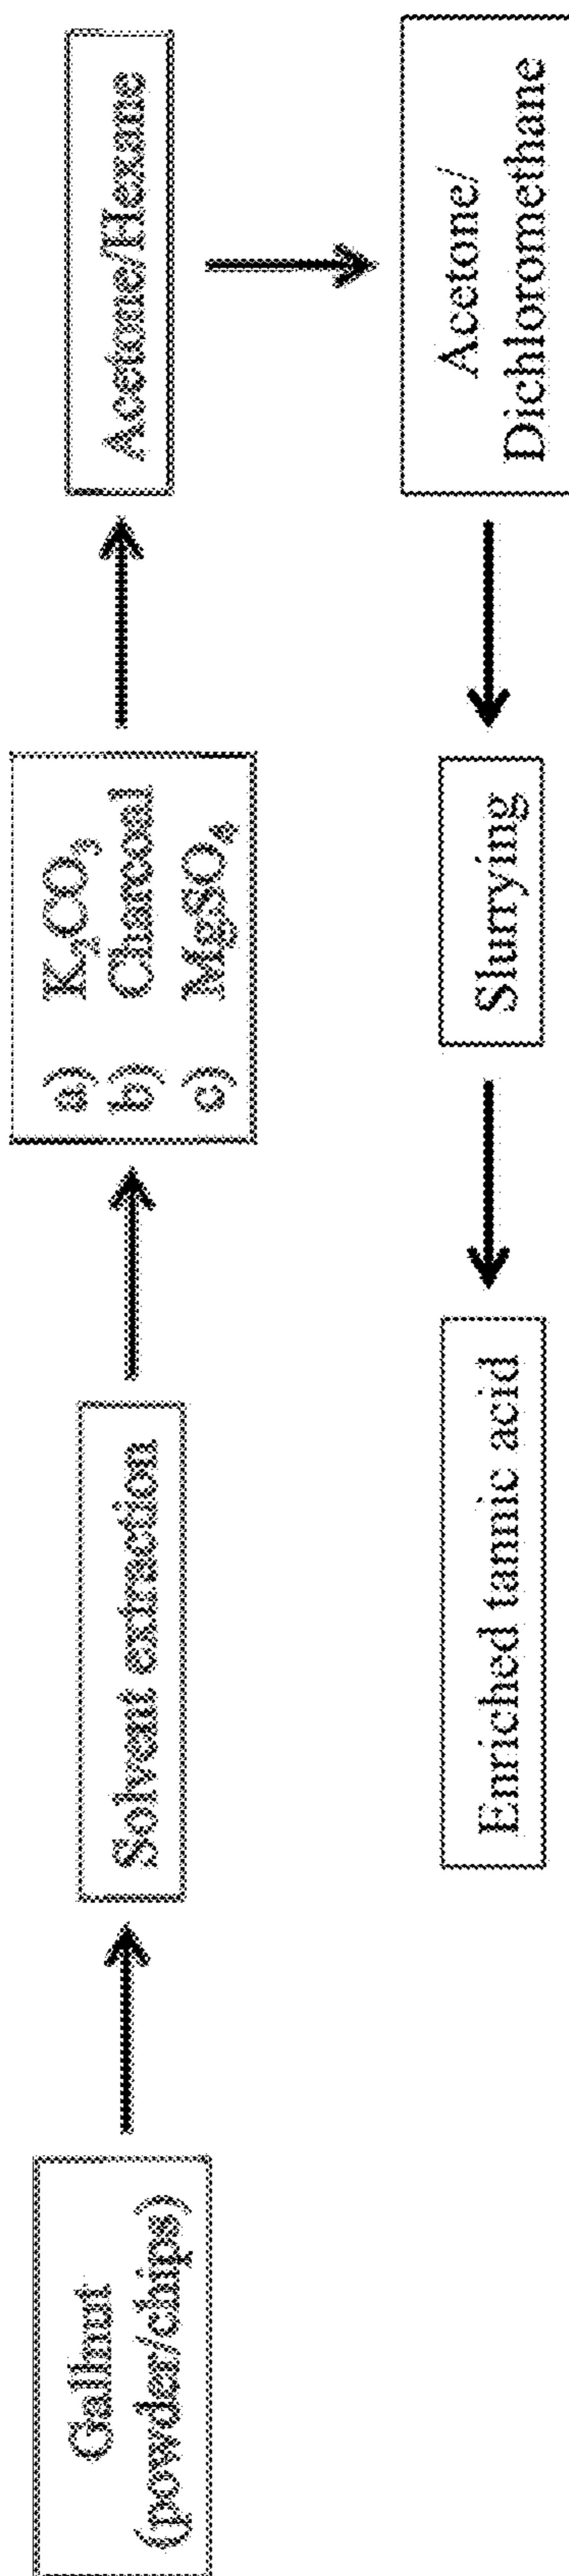 Gallnut
(powder/chips)
Solvent extraction
a) K₂CO₃
b) Charcoal
c) MgSO₄
Acetone/Hexane
Acetone/
Dichloromethane
Slurrying
Enriched tannic acid